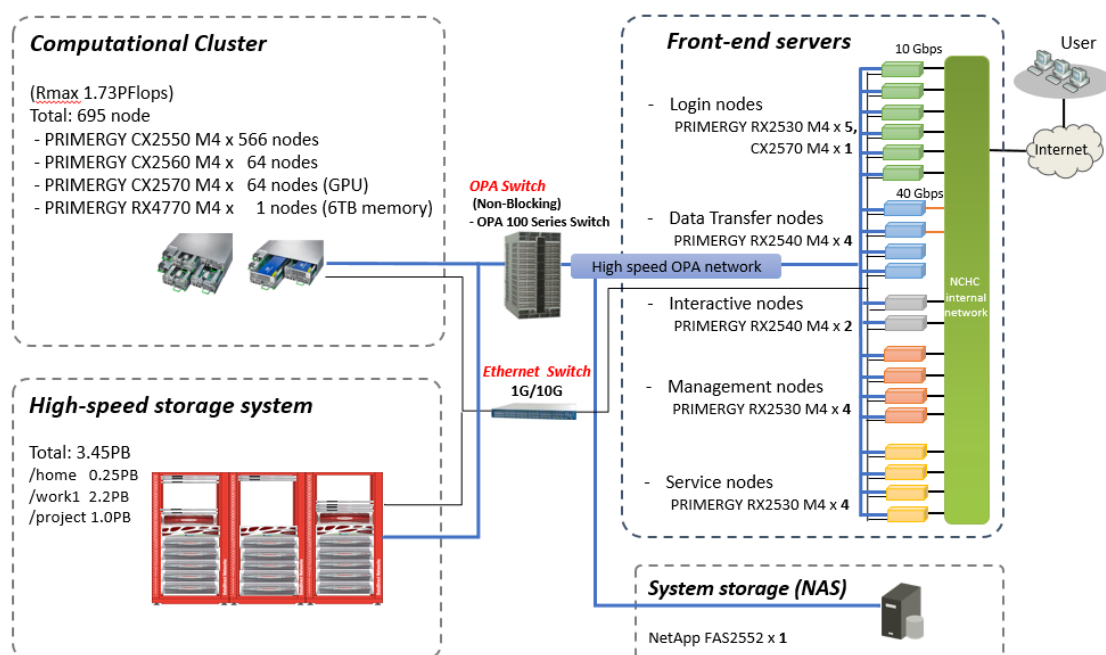 Computational Cluster
(Rmax 1.73PFlops)
Total: 695 node
- PRIMERGY CX2550 M4 x 566 nodes
- PRIMERGY CX2560 M4 x 64 nodes
- PRIMERGY CX2570 M4 x 64 nodes (GPU)
- PRIMERGY RX4770 M4 x 1 nodes (6TB memory)
OPA Switch
(Non-Blocking)
- OPA 100 Series Switch
High speed OPA network
Ethernet Switch
1G/10G
High-speed storage system
Total: 3.45PB
/home 0.25PB
/work1 2.2PB
/project 1.0PB
Front-end servers
10 Gbps
- Login nodes
PRIMERGY RX2530 M4 x 5,
CX2570 M4 x 1
40 Gbps
- Data Transfer nodes
PRIMERGY RX2540 M4 x 4
- Interactive nodes
PRIMERGY RX2540 M4 x 2
- Management nodes
PRIMERGY RX2530 M4 x 4
- Service nodes
PRIMERGY RX2530 M4 x 4
NCHC
internal
network
User
Internet
System storage (NAS)
NetApp FAS2552 x 1